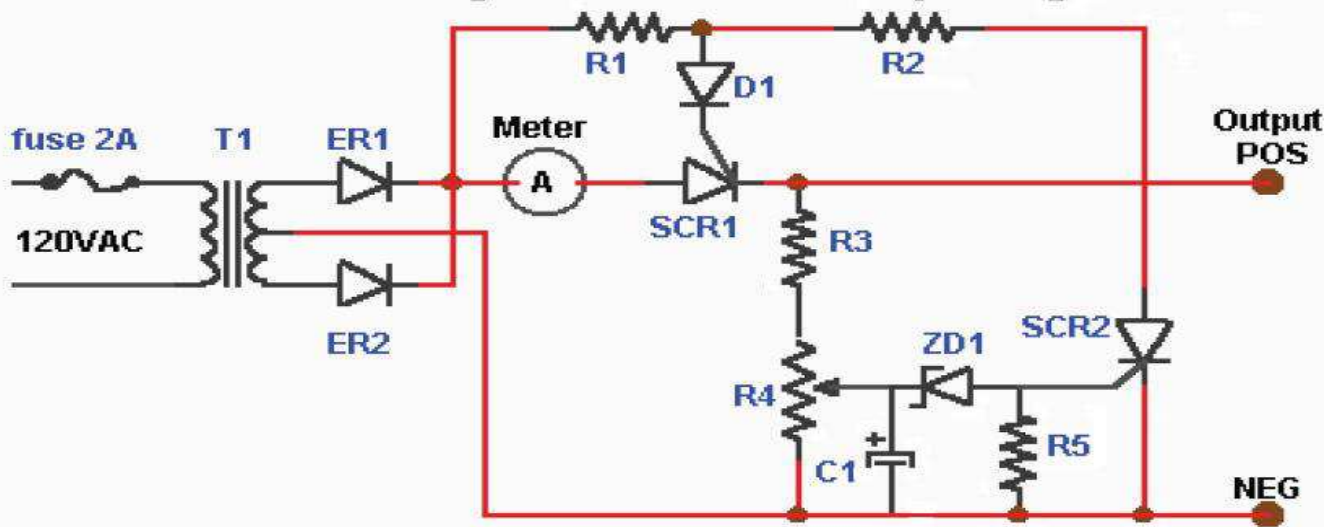 R1
R2
D1
fuse 2A
T1
ER1
Meter
Output
POS
A
120VAC
SCR1
R3
ER2
SCR2
ZD1
R4
C1
R5
NEG